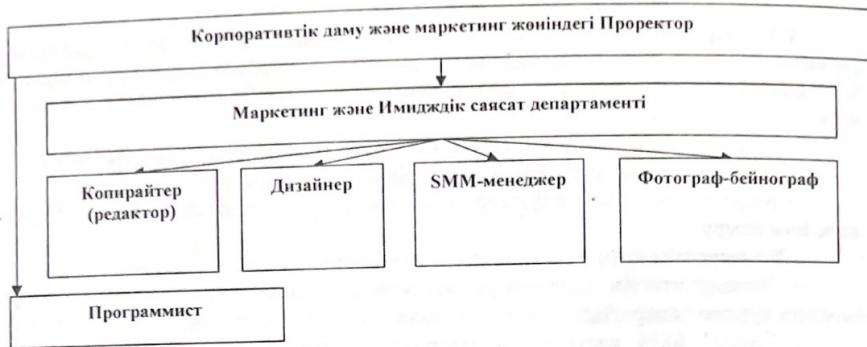 Корпоративтік даму және маркетинг жөніндегі Проректор
Маркетинг және Имидждік саясат департаменті
Копирайтер
(редактор)
Дизайнер
SMM-менеджер
Фотограф-бейнограф
Программист